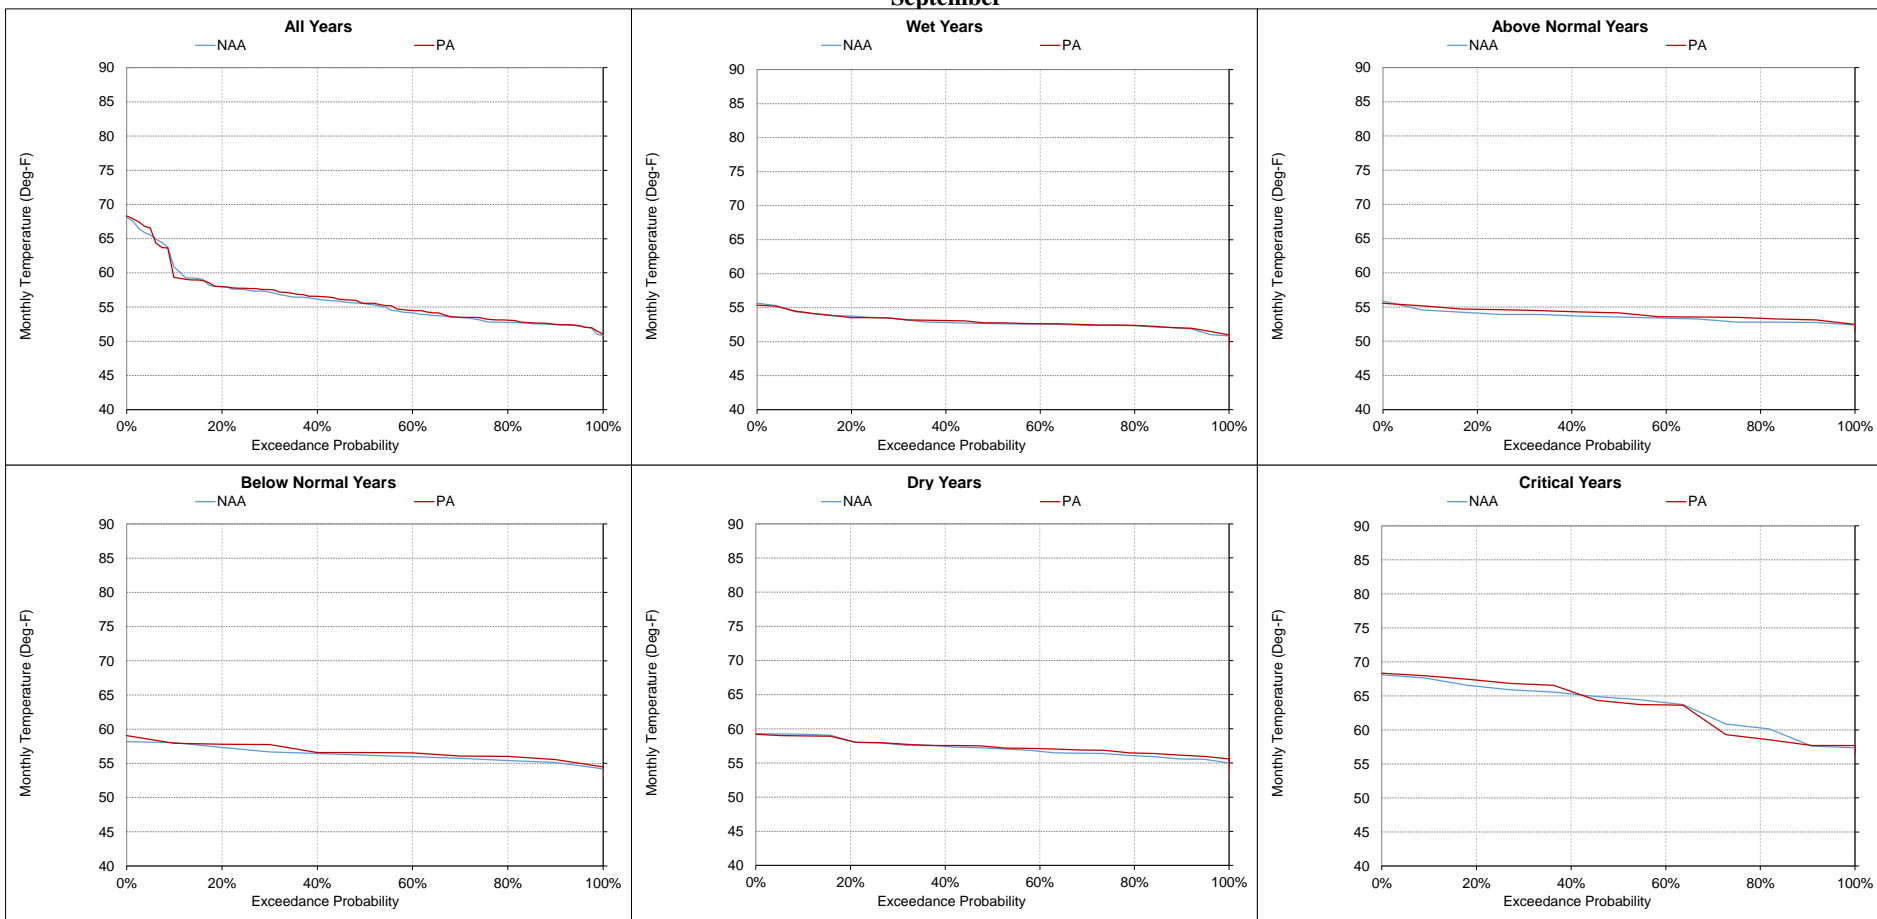 September
All Years
NAA PA
Monthly Temperature (Deg-F)
90
85
80
75
70
65
60
55
50
45
40
0% 20% 40% 60% 80% 100%
Exceedance Probability
Wet Years
NAA PA
Monthly Temperature (Deg-F)
90
85
80
75
70
65
60
55
50
45
40
0% 20% 40% 60% 80% 100%
Exceedance Probability
Above Normal Years
NAA PA
Monthly Temperature (Deg-F)
90
85
80
75
70
65
60
55
50
45
40
0% 20% 40% 60% 80% 100%
Exceedance Probability
Below Normal Years
NAA PA
Monthly Temperature (Deg-F)
90
85
80
75
70
65
60
55
50
45
40
0% 20% 40% 60% 80% 100%
Exceedance Probability
Dry Years
NAA PA
Monthly Temperature (Deg-F)
90
85
80
75
70
65
60
55
50
45
40
0% 20% 40% 60% 80% 100%
Exceedance Probability
Critical Years
NAA PA
Monthly Temperature (Deg-F)
90
85
80
75
70
65
60
55
50
45
40
0% 20% 40% 60% 80% 100%
Exceedance Probability